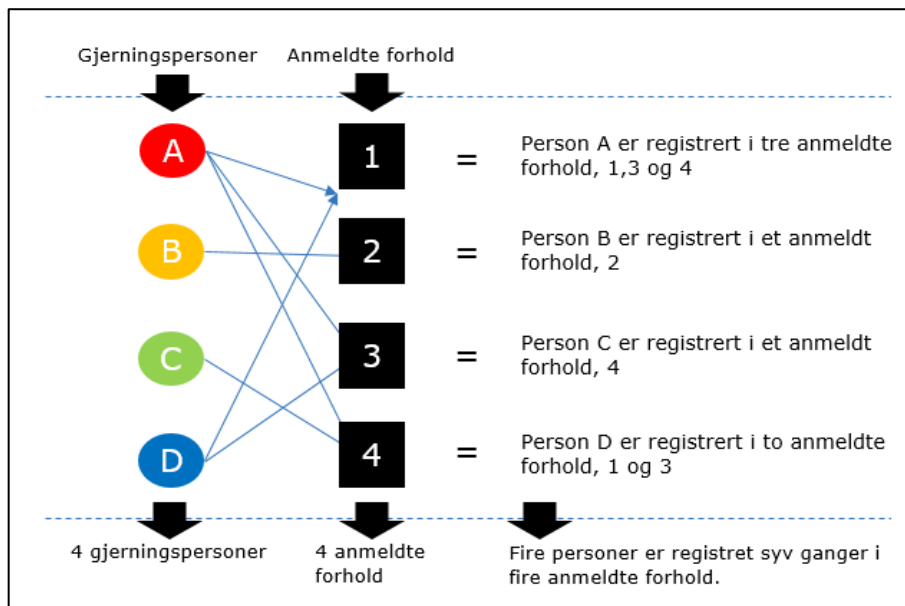 Gjerningspersoner
Anmeldte forhold
A
1
=
Person A er registrert i tre anmeldte
forhold, 1,3 og 4
B
2
=
Person B er registrert i et anmeldt
forhold, 2
C
3
=
Person C er registrert i et anmeldt
forhold, 4
D
4
=
Person D er registrert i to anmeldte
forhold, 1 og 3
4 gjerningspersoner
4 anmeldte
forhold
Fire personer er registret syv ganger i
fire anmeldte forhold.